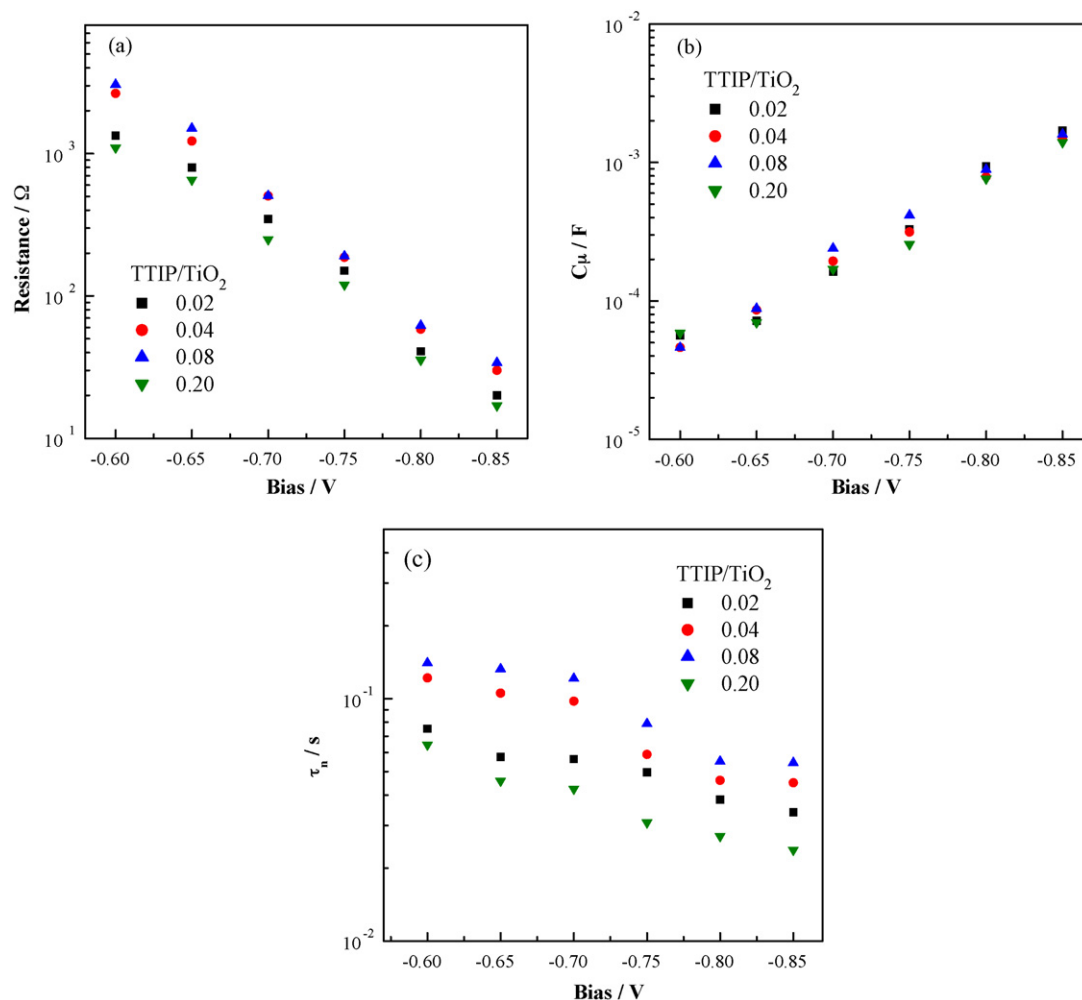 (a)
10^3
10^2
10^1
Resistance / Ω
TTIP/TiO₂
0.02
0.04
0.08
0.20
-0.60 -0.65 -0.70 -0.75 -0.80 -0.85
Bias / V
(b)
10^-2
10^-3
10^-4
10^-5
Cμ / F
TTIP/TiO₂
0.02
0.04
0.08
0.20
-0.60 -0.65 -0.70 -0.75 -0.80 -0.85
Bias / V
(c)
10^-1
10^-2
τₙ / s
TTIP/TiO₂
0.02
0.04
0.08
0.20
-0.60 -0.65 -0.70 -0.75 -0.80 -0.85
Bias / V